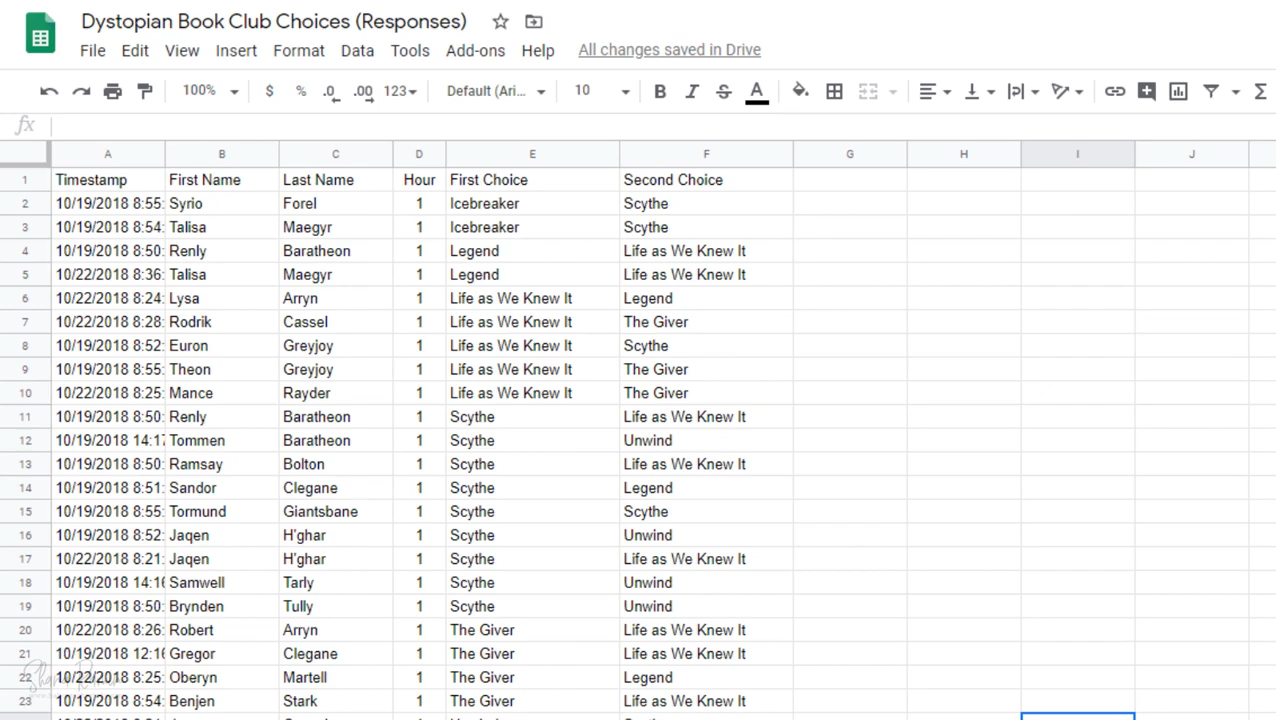 Dystopian Book Club Choices (Responses)
File Edit View Insert Format Data Tools Add-ons Help All changes saved in Drive
100% $ % .0 .00 123 Default (Ari... 10 B I S A Σ
fx
A B C D E F G H I J
1 Timestamp First Name Last Name Hour First Choice Second Choice
2 10/19/2018 8:55: Syrio Forel 1 Icebreaker Scythe
3 10/19/2018 8:54: Talisa Maegyr 1 Icebreaker Scythe
4 10/19/2018 8:50: Renly Baratheon 1 Legend Life as We Knew It
5 10/22/2018 8:36: Talisa Maegyr 1 Legend Life as We Knew It
6 10/22/2018 8:24: Lysa Arryn 1 Life as We Knew It Legend
7 10/22/2018 8:28: Rodrik Cassel 1 Life as We Knew It The Giver
8 10/19/2018 8:52: Euron Greyjoy 1 Life as We Knew It Scythe
9 10/19/2018 8:55: Theon Greyjoy 1 Life as We Knew It The Giver
10 10/22/2018 8:25: Mance Rayder 1 Life as We Knew It The Giver
11 10/19/2018 8:50: Renly Baratheon 1 Scythe Life as We Knew It
12 10/19/2018 14:17 Tommen Baratheon 1 Scythe Unwind
13 10/19/2018 8:50: Ramsay Bolton 1 Scythe Life as We Knew It
14 10/19/2018 8:51: Sandor Clegane 1 Scythe Legend
15 10/19/2018 8:55: Tormund Giantsbane 1 Scythe Scythe
16 10/19/2018 8:52: Jaqen H'ghar 1 Scythe Unwind
17 10/22/2018 8:21: Jaqen H'ghar 1 Scythe Life as We Knew It
18 10/19/2018 14:16 Samwell Tarly 1 Scythe Unwind
19 10/19/2018 8:50: Brynden Tully 1 Scythe Unwind
20 10/22/2018 8:26: Robert Arryn 1 The Giver Life as We Knew It
21 10/19/2018 12:16 Gregor Clegane 1 The Giver Life as We Knew It
22 10/22/2018 8:25: Oberyn Martell 1 The Giver Legend
23 10/19/2018 8:54: Benjen Stark 1 The Giver Life as We Knew It